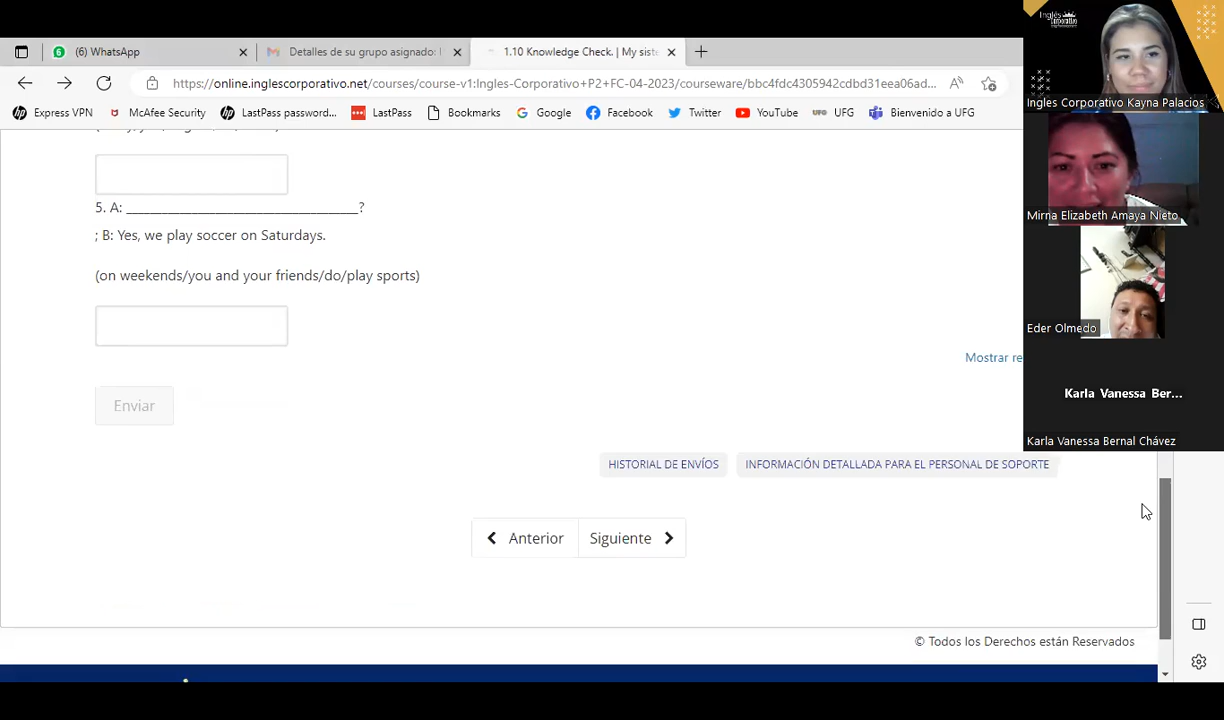 Inglés
Corporativo
(6) WhatsApp
Detalles de su grupo asignado: I
1.10 Knowledge Check. | My siste
https://online.inglescorporativo.net/courses/course-v1:Ingles-Corporativo+P2+FC-04-2023/courseware/bbc4fdc4305942cdbd31eea06ad...
Ingles Corporativo Kayna Palacios
Express VPN
McAfee Security
LastPass password...
LastPass
Bookmarks
Google
Facebook
Twitter
YouTube
UFG
Bienvenido a UFG
5. A: ____________________________________?
; B: Yes, we play soccer on Saturdays.
(on weekends/you and your friends/do/play sports)
Mirna Elizabeth Amaya Nieto
Eder Olmedo
Mostrar re
Karla Vanessa Ber...
Karla Vanessa Bernal Chávez
Enviar
HISTORIAL DE ENVÍOS
INFORMACIÓN DETALLADA PARA EL PERSONAL DE SOPORTE
Anterior
Siguiente
© Todos los Derechos están Reservados